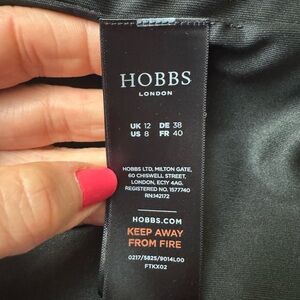 HOBBS
LONDON
UK 12 DE 38
US 8 FR 40
HOBBS LTD, MILTON GATE,
60 CHISWELL STREET,
LONDON, EC1Y 4AG.
REGISTERED NO. 1577740
RN342172
HOBBS.COM
KEEP AWAY
FROM FIRE
0217/5825/9014L00
FTKX02